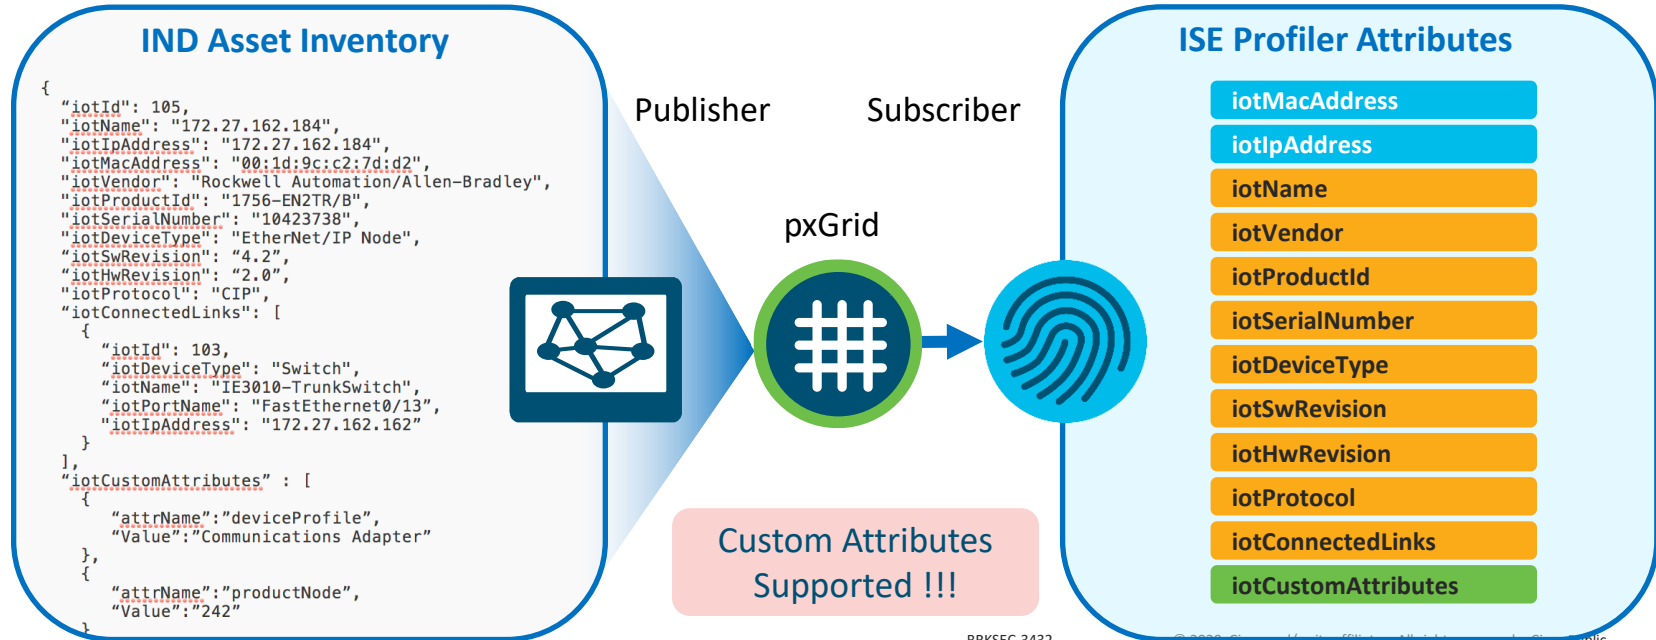 IND Asset Inventory
{
“iotId": 105,
"iotName": "172.27.162.184",
"iotIpAddress": "172.27.162.184",
"iotMacAddress": "00:1d:9c:c2:7d:d2",
"iotVendor": "Rockwell Automation/Allen-Bradley",
"iotProductId": "1756-EN2TR/B",
"iotSerialNumber": "10423738",
"iotDeviceType": "EtherNet/IP Node",
"iotSwRevision": “4.2”,
"iotHwRevision": “2.0”,
"iotProtocol": "CIP",
"iotConnectedLinks": [
{
“iotId": 103,
“iotDeviceType": "Switch",
“iotName": "IE3010-TrunkSwitch",
“iotPortName": "FastEthernet0/13”,
"iotIpAddress": "172.27.162.162”
}
],
“iotCustomAttributes” : [
{
“attrName":”deviceProfile”,
“Value":”Communications Adapter”
},
{
“attrName":”productNode”,
“Value":”242”
}
Publisher
Subscriber
pxGrid
Custom Attributes
Supported !!!
ISE Profiler Attributes
iotMacAddress
iotIpAddress
iotName
iotVendor
iotProductId
iotSerialNumber
iotDeviceType
iotSwRevision
iotHwRevision
iotProtocol
iotConnectedLinks
iotCustomAttributes
BRKSEC-3432